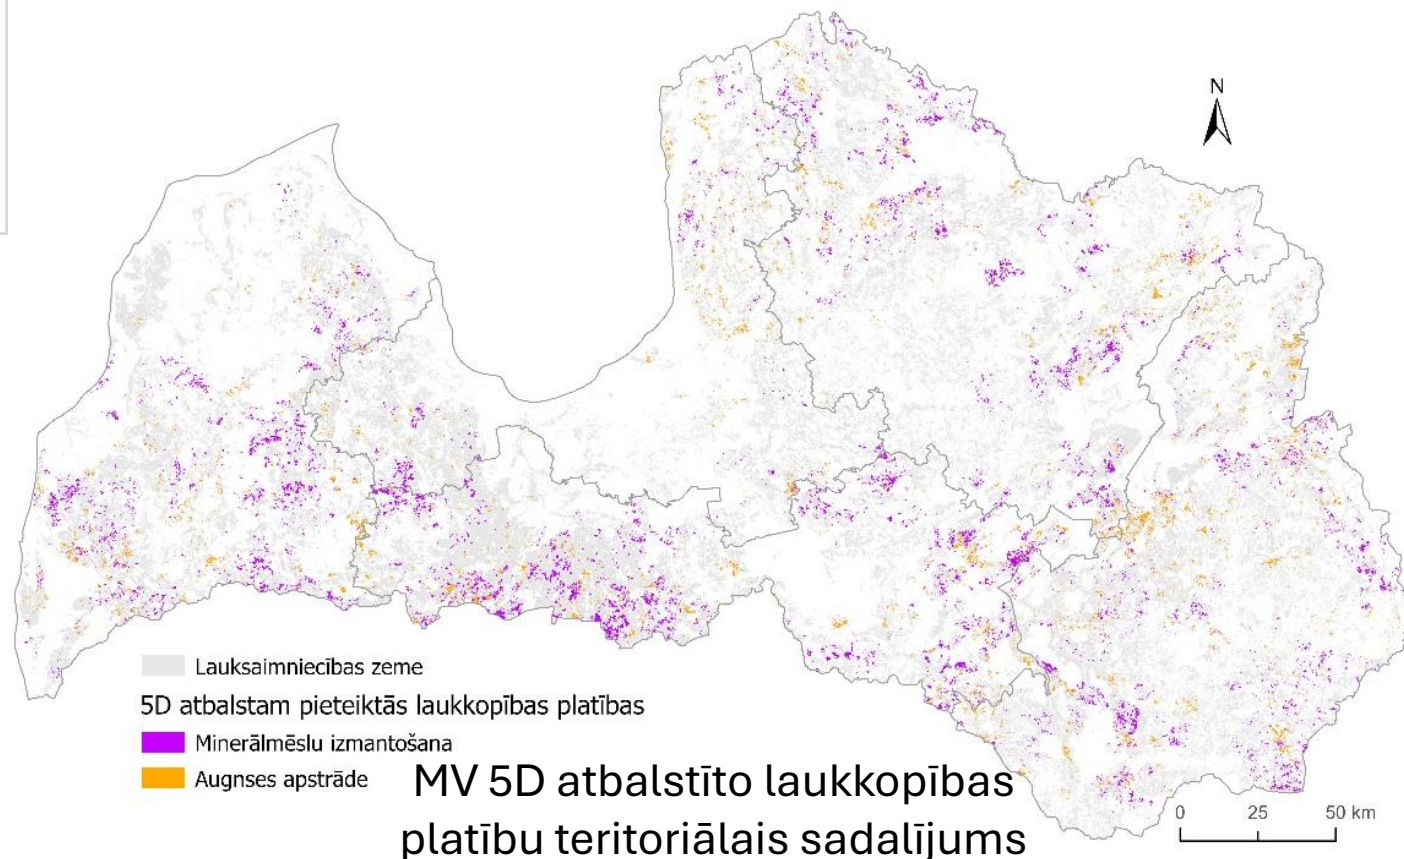 N
Lauksaimniecības zeme
5D atbalstam pieteiktās laukkopības platības
Minerālmēslu izmantošana
Augnses apstrāde
MV 5D atbalstīto laukkopības
platību teritoriālais sadalījums
0 25 50 km